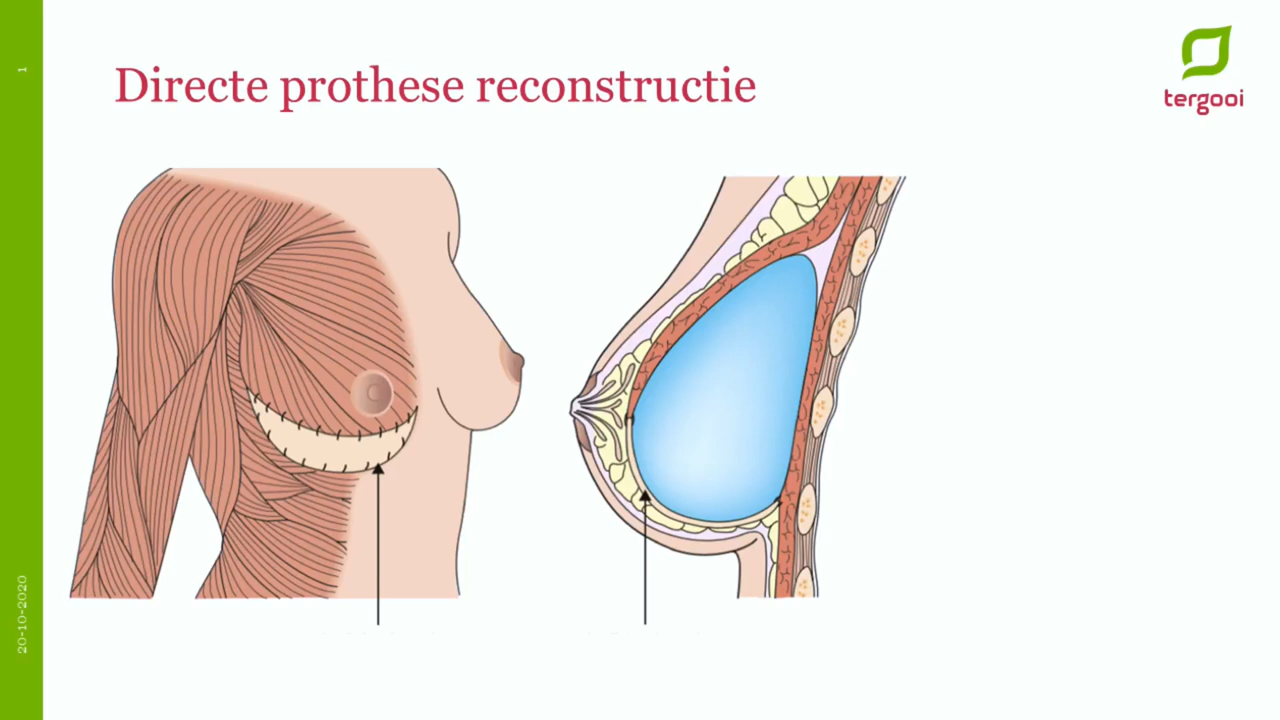 1
Directe prothese reconstructie
tergooi
20-10-2020